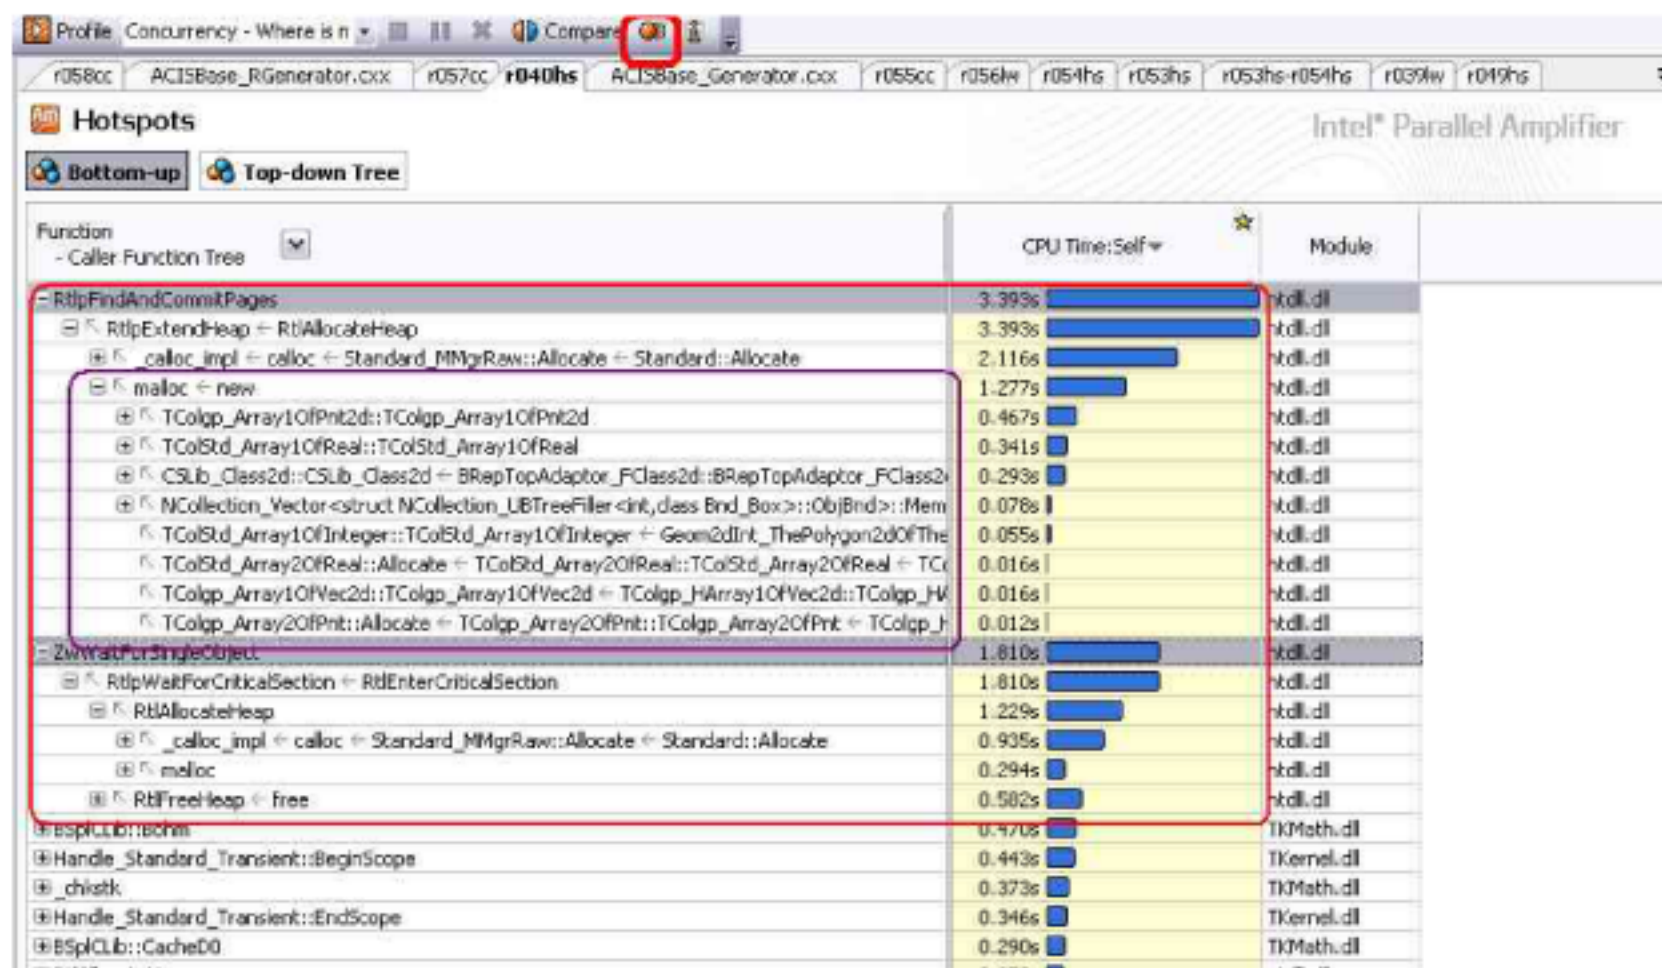 Profile Concurrency - Where is n Compare
r058cc ACISBase_RGenerator.cxx r057cc r040hs ACISBase_Generator.cxx r055cc r056lw r054hs r053hs r053hs-r054hs r039lw r049hs
Hotspots
Intel® Parallel Amplifier
Bottom-up Top-down Tree
Function
- Caller Function Tree
CPU Time:Self Module
RtlpFindAndCommitPages 3.393s ntdll.dll
RtlpExtendHeap ← RtlAllocateHeap 3.393s ntdll.dll
_calloc_impl ← calloc ← Standard_MMgrRaw::Allocate ← Standard::Allocate 2.116s ntdll.dll
malloc ← new 1.277s ntdll.dll
TColgp_Array1OfPnt2d::TColgp_Array1OfPnt2d 0.467s ntdll.dll
TColStd_Array1OfReal::TColStd_Array1OfReal 0.341s ntdll.dll
CSLib_Class2d::CSLib_Class2d ← BRepTopAdaptor_FClass2d::BRepTopAdaptor_FClass2 0.293s ntdll.dll
NCollection_Vector<struct NCollection_UBTreeFiller<int,class Bnd_Box>::ObjBnd>::Mem 0.078s ntdll.dll
TColStd_Array1OfInteger::TColStd_Array1OfInteger ← Geom2dInt_ThePolygon2dOfThe 0.055s ntdll.dll
TColStd_Array2OfReal::Allocate ← TColStd_Array2OfReal::TColStd_Array2OfReal ← TCo 0.016s ntdll.dll
TColgp_Array1OfVec2d::TColgp_Array1OfVec2d ← TColgp_HArray1OfVec2d::TColgp_HA 0.016s ntdll.dll
TColgp_Array2OfPnt::Allocate ← TColgp_Array2OfPnt::TColgp_Array2OfPnt ← TColgp_H 0.012s ntdll.dll
ZwWaitForSingleObject 1.810s ntdll.dll
RtlpWaitForCriticalSection ← RtlEnterCriticalSection 1.810s ntdll.dll
RtlAllocateHeap 1.229s ntdll.dll
_calloc_impl ← calloc ← Standard_MMgrRaw::Allocate ← Standard::Allocate 0.935s ntdll.dll
malloc 0.294s ntdll.dll
RtlFreeHeap ← free 0.582s ntdll.dll
BSplCLib::Bohm 0.470s TKMath.dll
Handle_Standard_Transient::BeginScope 0.443s TKernel.dll
_chkstk 0.373s TKMath.dll
Handle_Standard_Transient::EndScope 0.346s TKernel.dll
BSplCLib::CacheD0 0.290s TKMath.dll